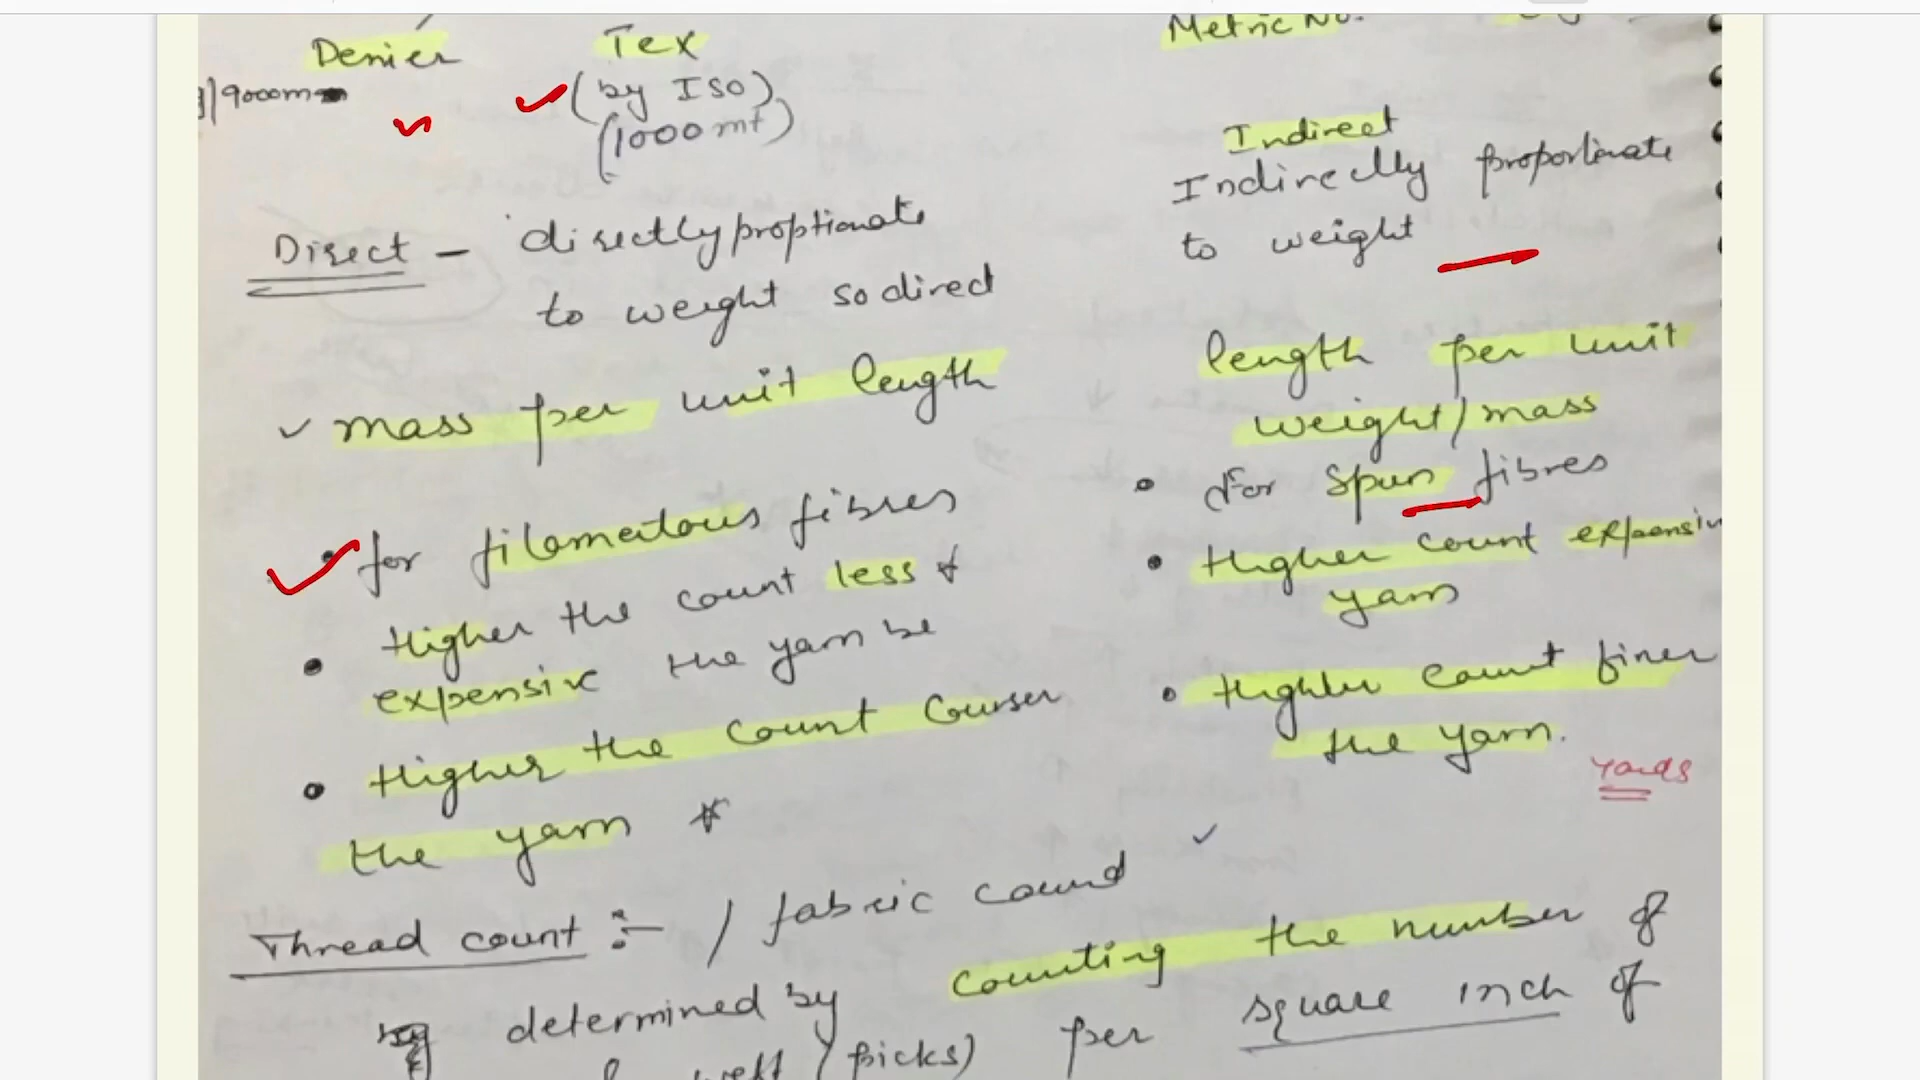 Denier Tex
9000m
(by ISO)
(1000 mt)
Direct - directly proptionate
to weight so direct
mass per unit length
for filamentous fibres
Higher the count less &
expensive the yarn be
Higher the count Courser
the yarn
Metric No.
Indirect
Indirectly proportionate
to weight
length per unit
weight/mass
For Spun fibres
Higher count expensiv
yarn
Higher count finer
the yarn.
yards
Thread count :- / fabric count
determined by counting the number of
weft (picks) per square inch of